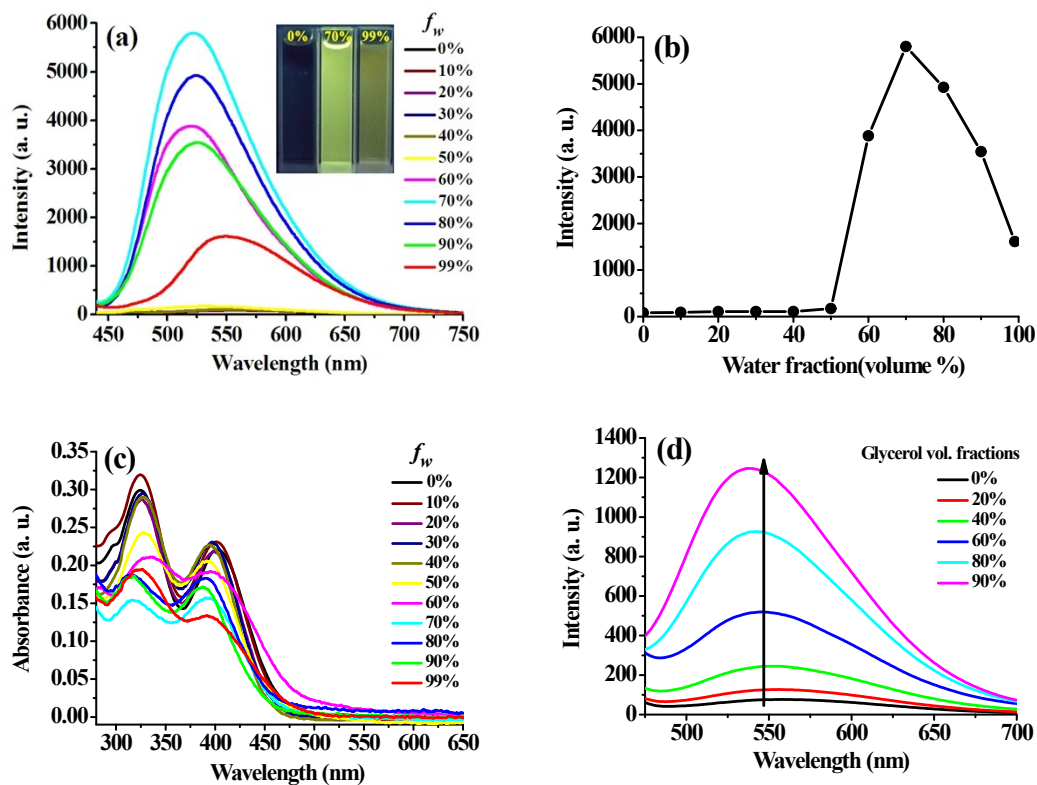 (a)
f_w
0%
10%
20%
30%
40%
50%
60%
70%
80%
90%
99%
0% 70% 99%
6000
5000
4000
3000
2000
1000
0
Intensity (a. u.)
450 500 550 600 650 700 750
Wavelength (nm)
(b)
6000
5000
4000
3000
2000
1000
0
Intensity (a. u.)
0 20 40 60 80 100
Water fraction(volume %)
(c)
f_w
0%
10%
20%
30%
40%
50%
60%
70%
80%
90%
99%
0.35
0.30
0.25
0.20
0.15
0.10
0.05
0.00
Absorbance (a. u.)
300 350 400 450 500 550 600 650
Wavelength (nm)
(d)
Glycerol vol. fractions
0%
20%
40%
60%
80%
90%
1400
1200
1000
800
600
400
200
0
Intensity (a. u.)
500 550 600 650 700
Wavelength (nm)